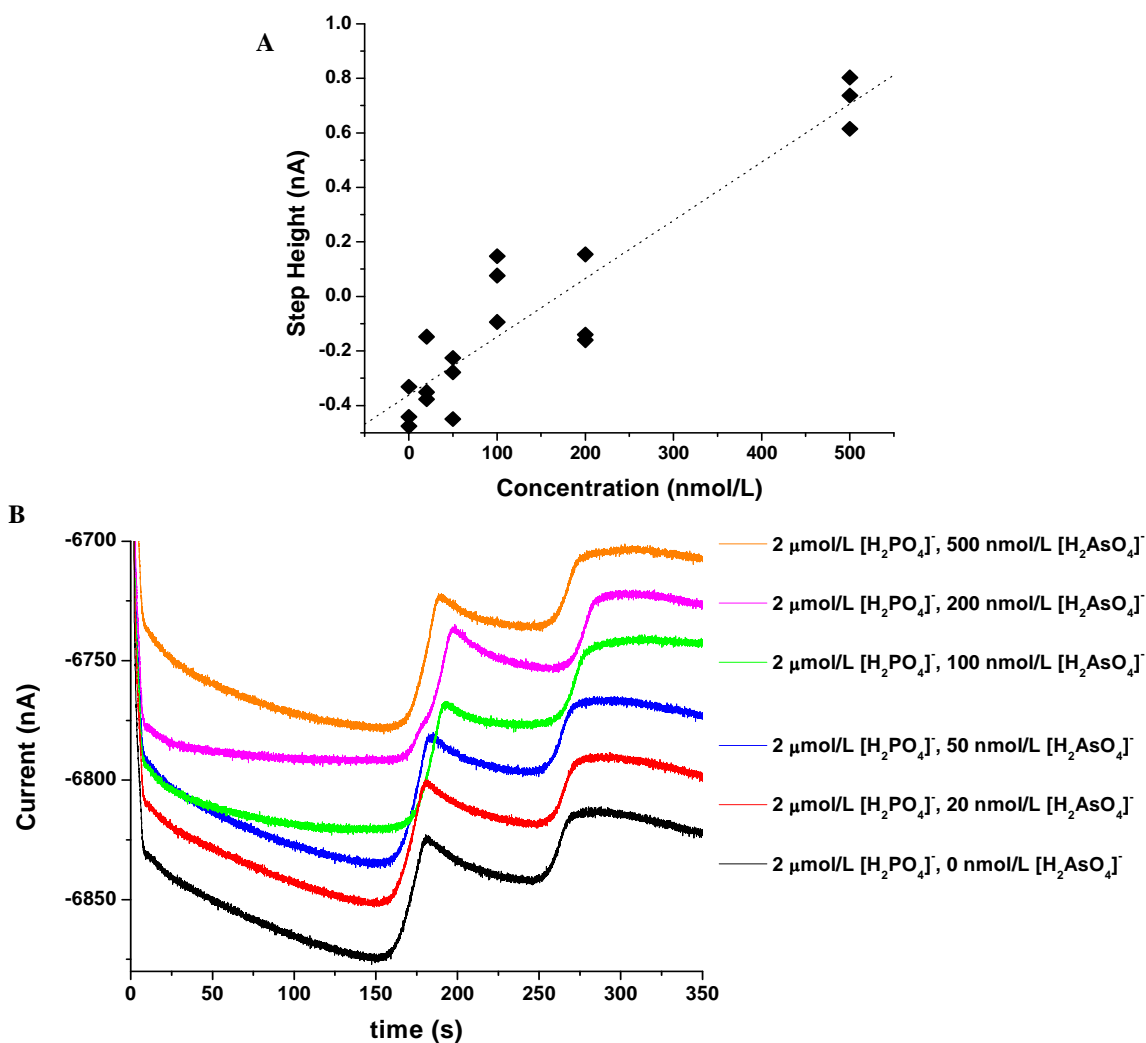 A
1.0
0.8
0.6
0.4
0.2
0.0
-0.2
-0.4
Step Height (nA)
0 100 200 300 400 500
Concentration (nmol/L)
B
-6700
-6750
-6800
-6850
Current (nA)
0 50 100 150 200 250 300 350
time (s)
2 μmol/L [H₂PO₄]⁻, 500 nmol/L [H₂AsO₄]⁻
2 μmol/L [H₂PO₄]⁻, 200 nmol/L [H₂AsO₄]⁻
2 μmol/L [H₂PO₄]⁻, 100 nmol/L [H₂AsO₄]⁻
2 μmol/L [H₂PO₄]⁻, 50 nmol/L [H₂AsO₄]⁻
2 μmol/L [H₂PO₄]⁻, 20 nmol/L [H₂AsO₄]⁻
2 μmol/L [H₂PO₄]⁻, 0 nmol/L [H₂AsO₄]⁻